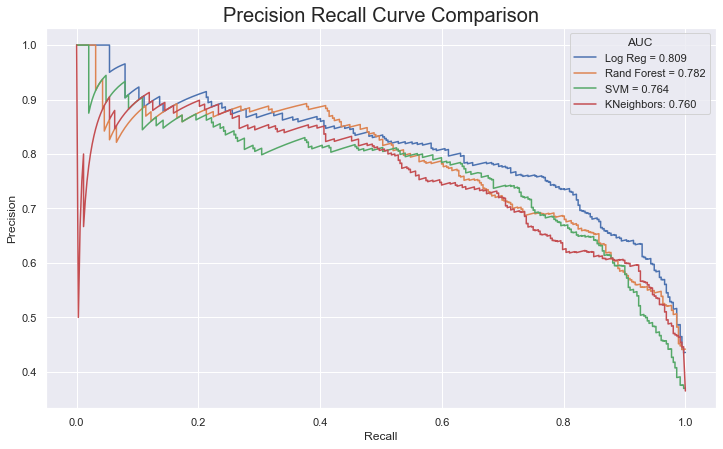 Precision Recall Curve Comparison
AUC
Log Reg = 0.809
Rand Forest = 0.782
SVM = 0.764
KNeighbors: 0.760
Precision
1.0
0.9
0.8
0.7
0.6
0.5
0.4
0.0 0.2 0.4 0.6 0.8 1.0
Recall